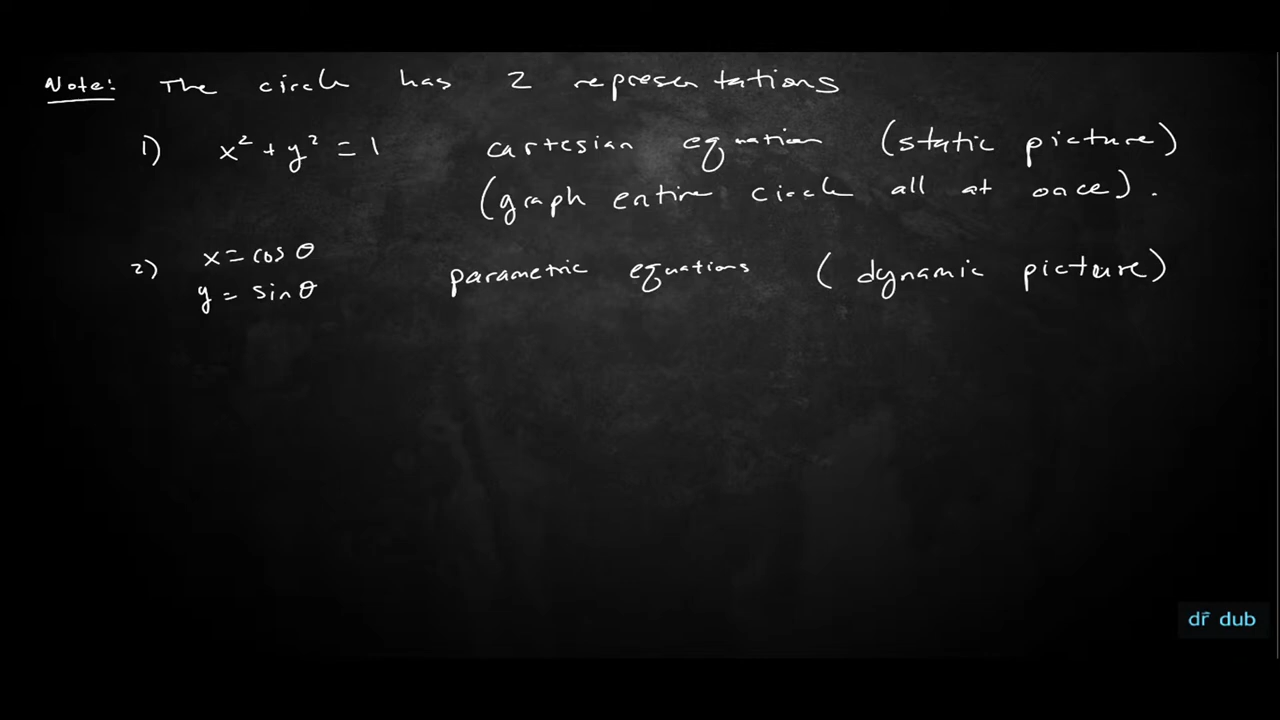 Note: The circle has 2 representations
1) x² + y² = 1 cartesian equation (static picture)
(graph entire circle all at once).
2) x = cos θ
y = sin θ
parametric equations (dynamic picture)
dr dub